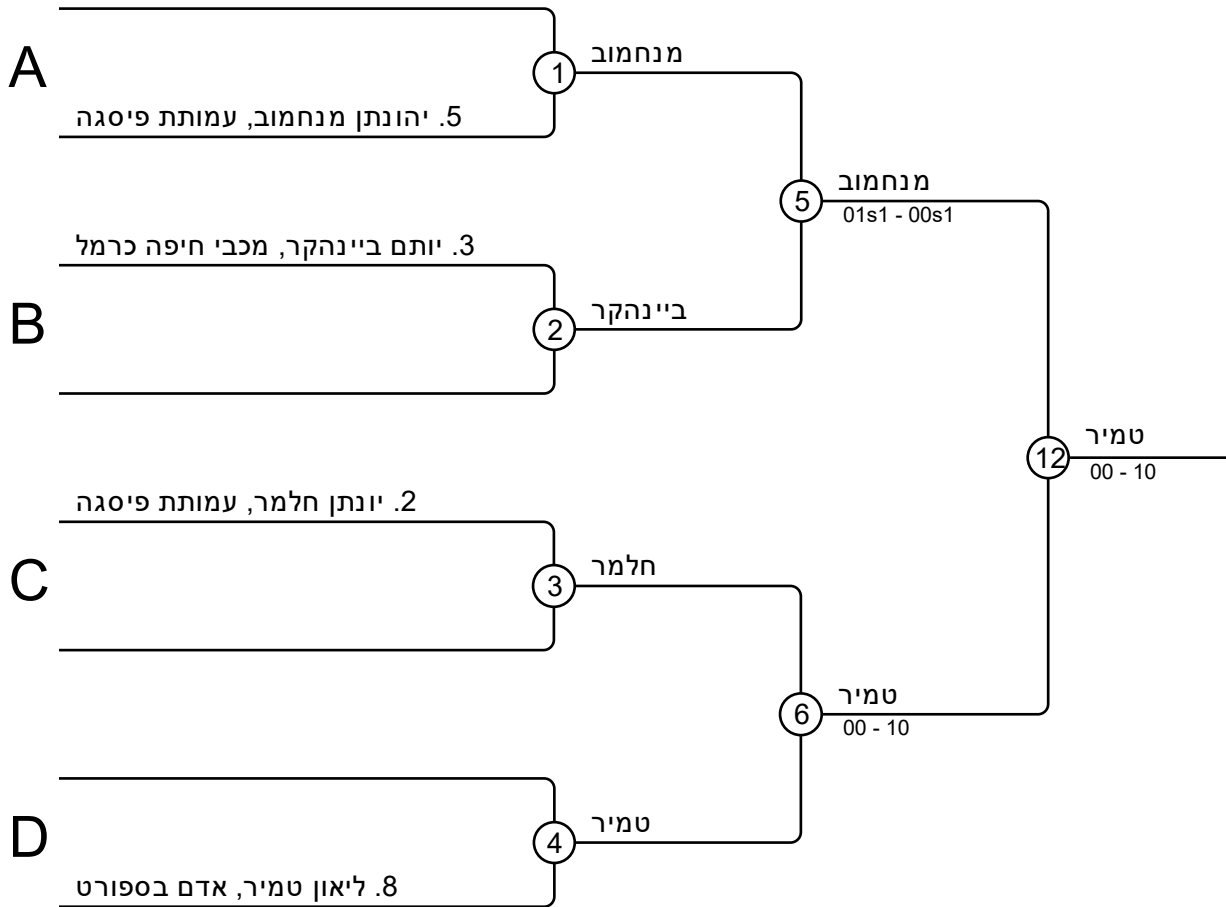 A
1
מנחמוב
5. יהונתן מנחמוב, עמותת פיסגה
5
מנחמוב
01s1 - 00s1
3. יותם ביינהקר, מכבי חיפה כרמל
B
2
ביינהקר
12
טמיר
00 - 10
2. יונתן חלמר, עמותת פיסגה
C
3
חלמר
6
טמיר
00 - 10
D
4
טמיר
8. ליאון טמיר, אדם בספורט